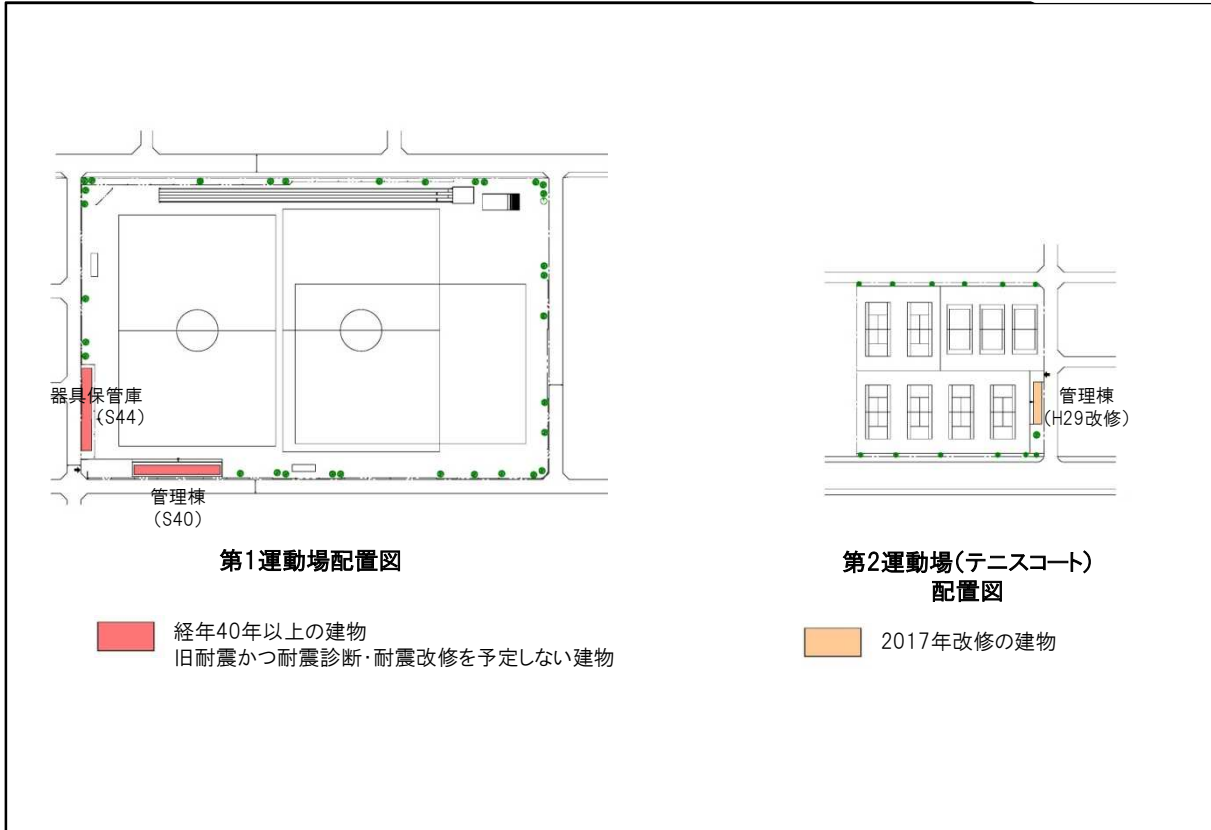 器具保管庫
(S44)
管理棟
(S40)
第1運動場配置図
経年40年以上の建物
旧耐震かつ耐震診断・耐震改修を予定しない建物
管理棟
(H29改修)
第2運動場(テニスコート)
配置図
2017年改修の建物